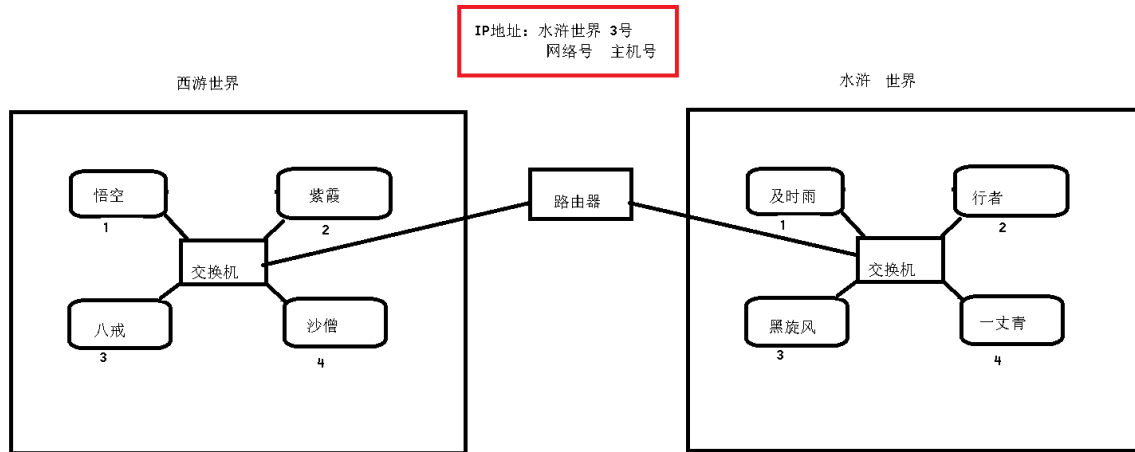 IP地址：水浒世界 3号
网络号 主机号
西游世界
水浒 世界
悟空
1
紫霞
2
交换机
八戒
3
沙僧
4
路由器
及时雨
1
行者
2
交换机
黑旋风
3
一丈青
4